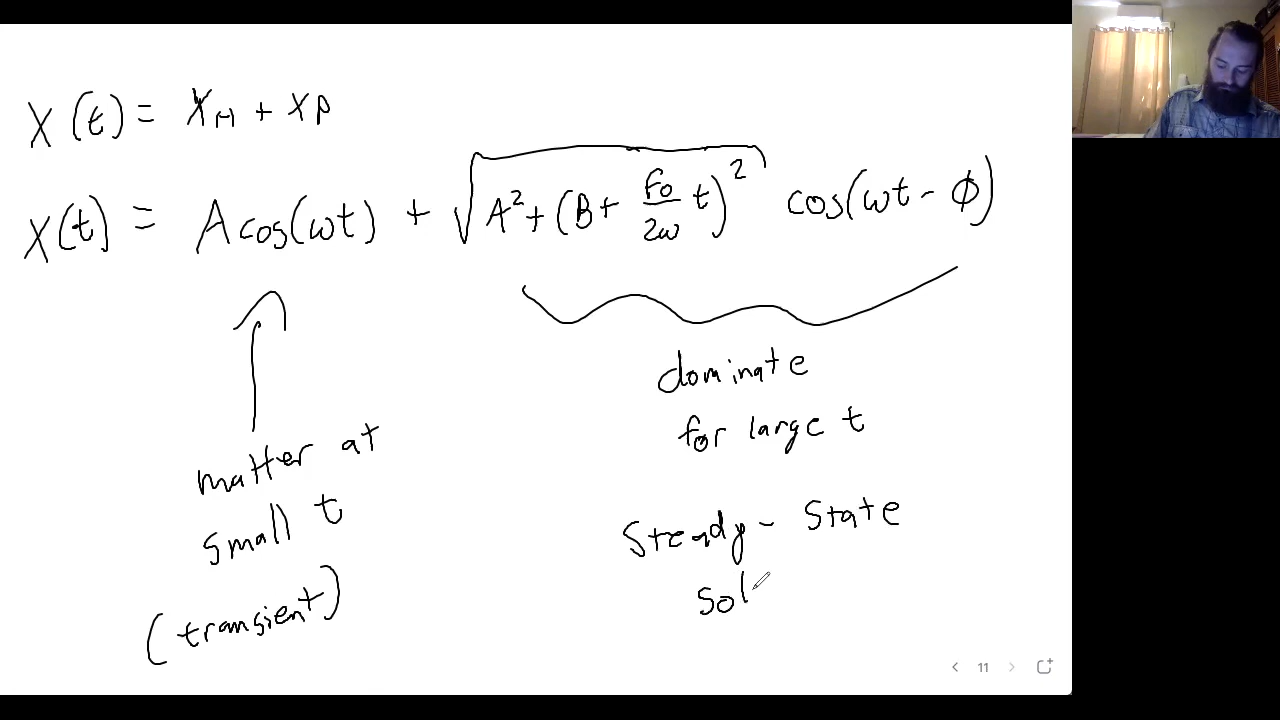 X(t) = X_H + X_P
X(t) = A cos(ωt) + √(A² + (B + F₀/2ω t)²) cos(ωt - ϕ)
matter at
small t
(transient)
dominate
for large t
Steady-State
Sol
11